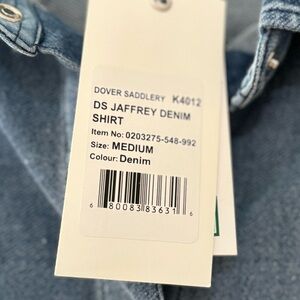 DOVER SADDLERY K4012
DS JAFFREY DENIM
SHIRT
Item No: 0203275-548-992
Size: MEDIUM
Colour: Denim
6 80083 83631 6